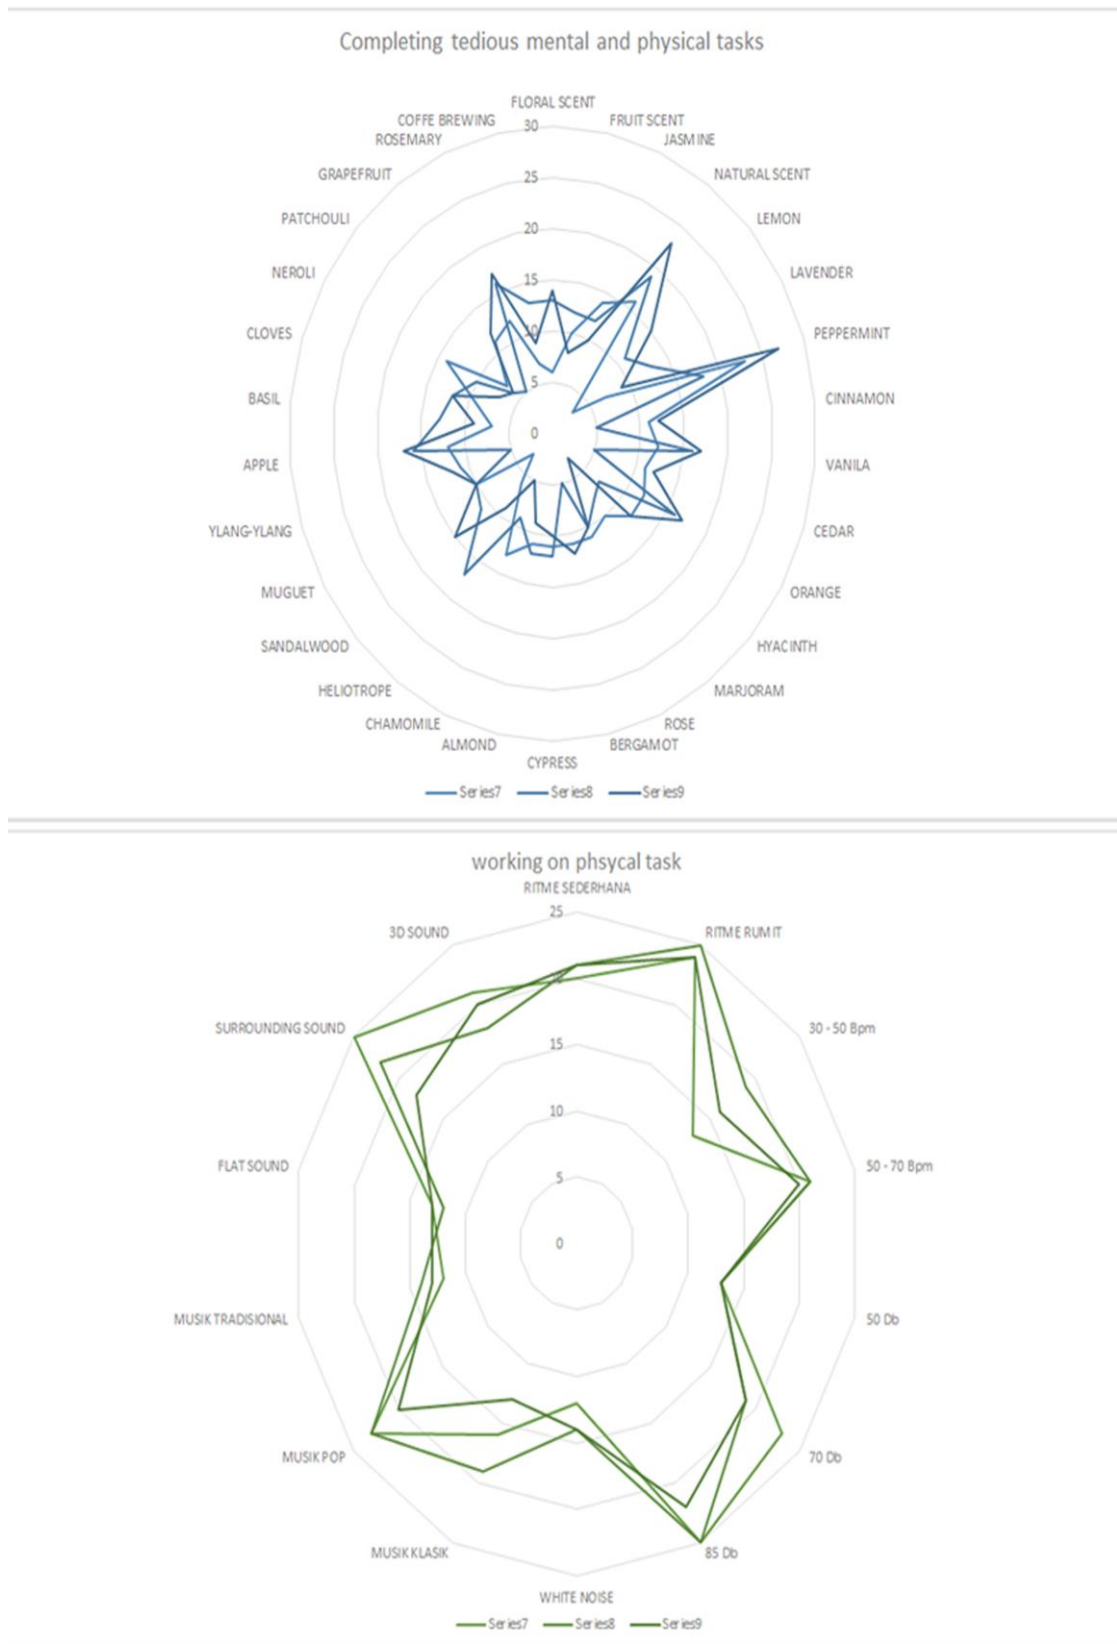 Completing tedious mental and physical tasks
FLORAL SCENT
COFFE BREWING
FRUIT SCENT
30
ROSEMARY
JASMINE
GRAPEFRUIT
NATURAL SCENT
25
PATCHOULI
LEMON
20
NEROLI
LAVENDER
15
CLOVES
PEPPERMINT
10
BASIL
CINNAMON
5
0
APPLE
VANILA
YLANG-YLANG
CEDAR
MUGUET
ORANGE
SANDALWOOD
HYACINTH
HELIOTROPE
MARJORAM
CHAMOMILE
ROSE
ALMOND
BERGAMOT
CYPRESS
Series7 Series8 Series9
working on phsycal task
RITME SEDERHANA
25
3D SOUND
RITME RUMIT
20
SURROUNDING SOUND
30 - 50 Bpm
15
10
FLAT SOUND
50 - 70 Bpm
5
0
MUSIK TRADISIONAL
50 Db
MUSIK POP
70 Db
MUSIK KLASIK
85 Db
WHITE NOISE
Series7 Series8 Series9